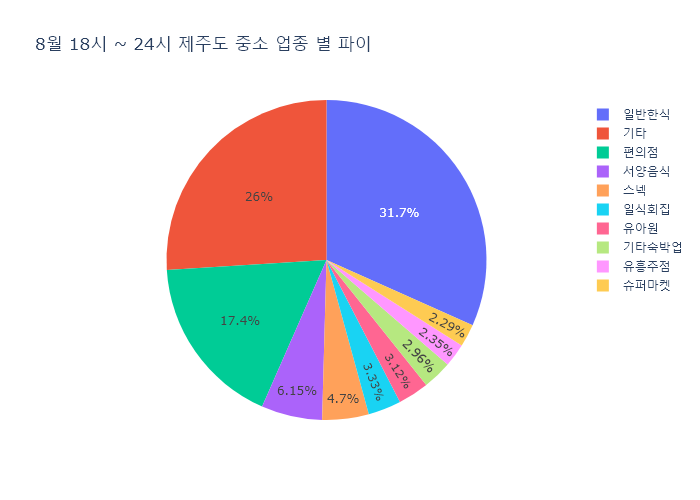 8월 18시 ~ 24시 제주도 중소 업종 별 파이
일반한식
기타
편의점
서양음식
스넥
일식회집
유아원
기타숙박업
유흥주점
슈퍼마켓
31.7%
26%
17.4%
6.15%
4.7%
3.33%
3.12%
2.96%
2.35%
2.29%